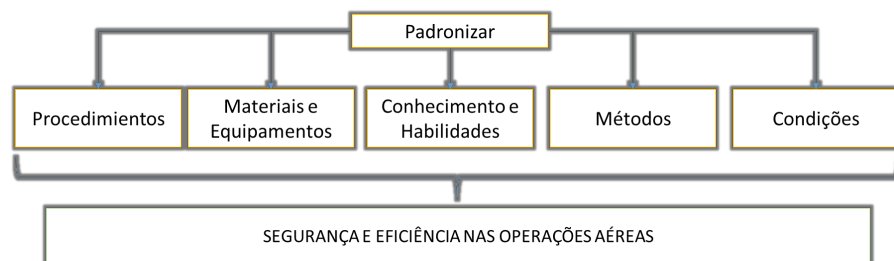 Padronizar
Procedimientos
Materiais e
Equipamentos
Conhecimento e
Habilidades
Métodos
Condições
SEGURANÇA E EFICIÊNCIA NAS OPERAÇÕES AÉREAS